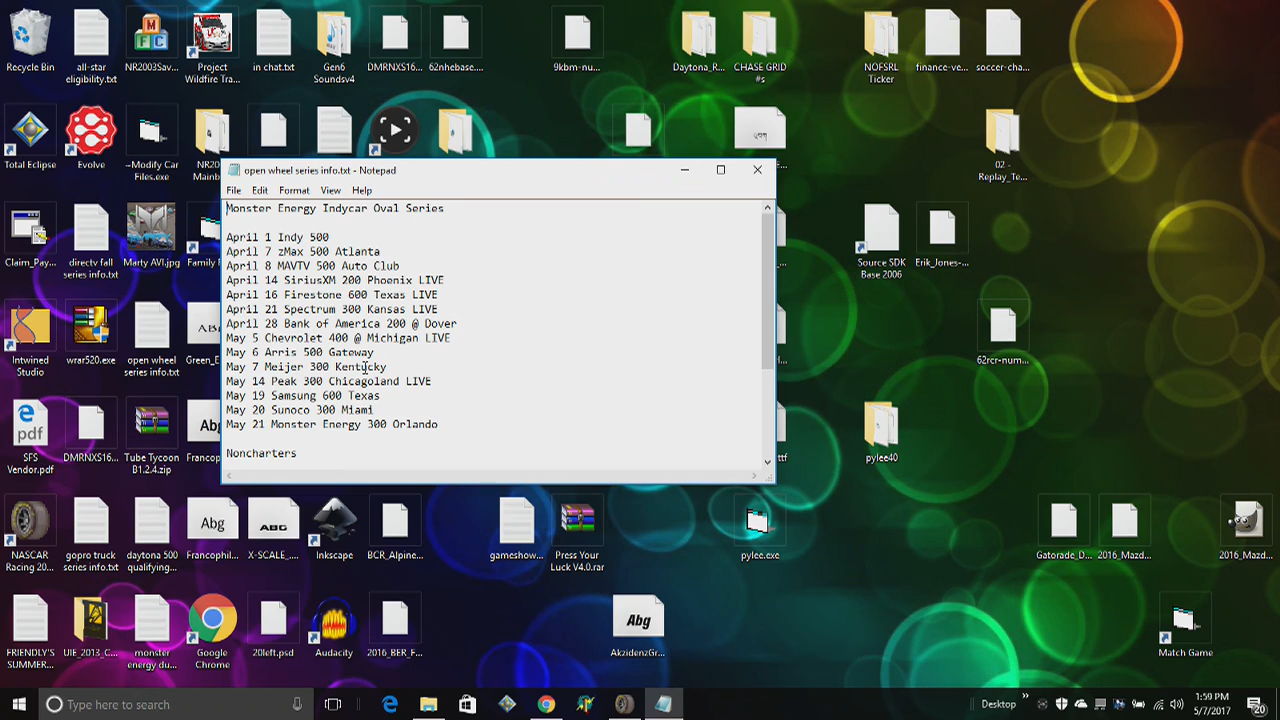 Recycle Bin
all-star eligibility.txt
NR2003Sav...
Project Wildfire Tra...
in chat.txt
Gen6 Soundsv4
DMRNXS16...
62nhebase....
9kbm-nu...
Daytona_R...
CHASE GRID #s
NOFSRL Ticker
finance-ve...
soccer-cha...
Total Eclipse
Evolve
~Modify Car Files.exe
02 - Replay_Te...
open wheel series info.txt - Notepad
File Edit Format View Help
Monster Energy Indycar Oval Series
April 1 Indy 500
April 7 zMax 500 Atlanta
April 8 MAVTV 500 Auto Club
April 14 SiriusXM 200 Phoenix LIVE
April 16 Firestone 600 Texas LIVE
April 21 Spectrum 300 Kansas LIVE
April 28 Bank of America 200 @ Dover
May 5 Chevrolet 400 @ Michigan LIVE
May 6 Arris 500 Gateway
May 7 Meijer 300 Kentucky
May 14 Peak 300 Chicagoland LIVE
May 19 Samsung 600 Texas
May 20 Sunoco 300 Miami
May 21 Monster Energy 300 Orlando
Noncharters
Claim_Pay...
directv fall series info.txt
Marty AVI.jpg
Source SDK Base 2006
Erik_Jones-...
Intwined Studio
wrar520.exe
open wheel series info.txt
62rcr-num...
SFS Vendor.pdf
DMRNXS16...
Tube Tycoon B1.2.4.zip
pylee40
NASCAR Racing 20...
gopro truck series info.txt
daytona 500 qualifying...
Abg
Francophil...
ABG
X-SCALE_...
Inkscape
BCR_Alpine...
gameshow...
Press Your Luck V4.0.rar
pylee.exe
Gatorade_D...
2016_Mazd...
2016_Mazd...
FRIENDLY'S SUMMER...
UIE_2013_C...
monster energy du...
Google Chrome
20left.psd
Audacity
2016_BER_F...
Abg
AkzidenzGr...
Match Game
Type here to search
Desktop
1:59 PM
5/7/2017
20